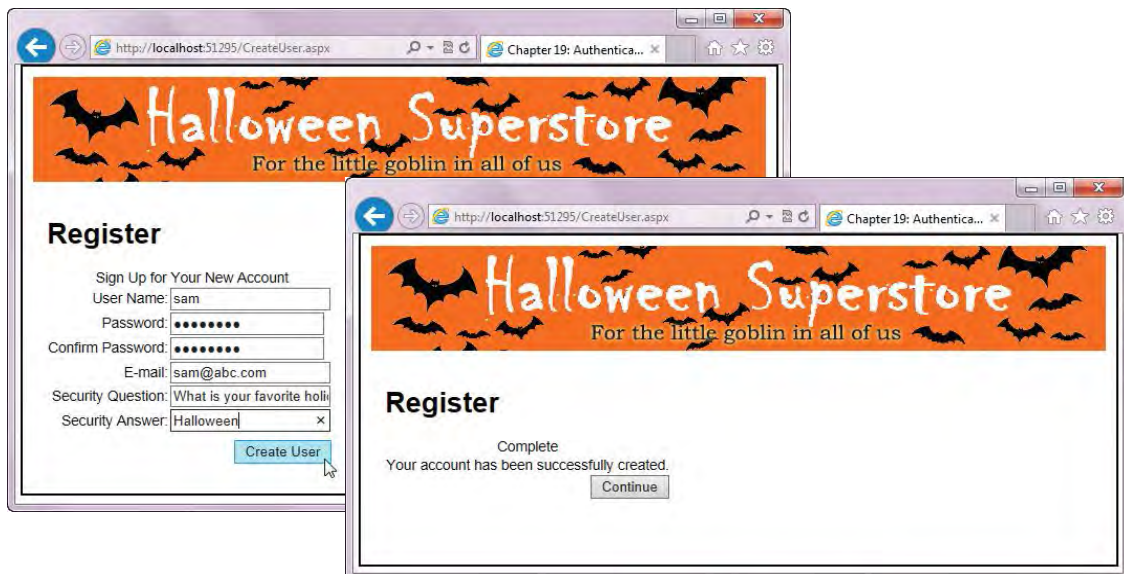 http://localhost:51295/CreateUser.aspx
Chapter 19: Authentica...
Halloween Superstore
For the little goblin in all of us
Register
Sign Up for Your New Account
User Name: sam
Password: ●●●●●●●●
Confirm Password: ●●●●●●●●
E-mail: sam@abc.com
Security Question: What is your favorite holi
Security Answer: Halloween
Create User
http://localhost:51295/CreateUser.aspx
Chapter 19: Authentica...
Halloween Superstore
For the little goblin in all of us
Register
Complete
Your account has been successfully created.
Continue